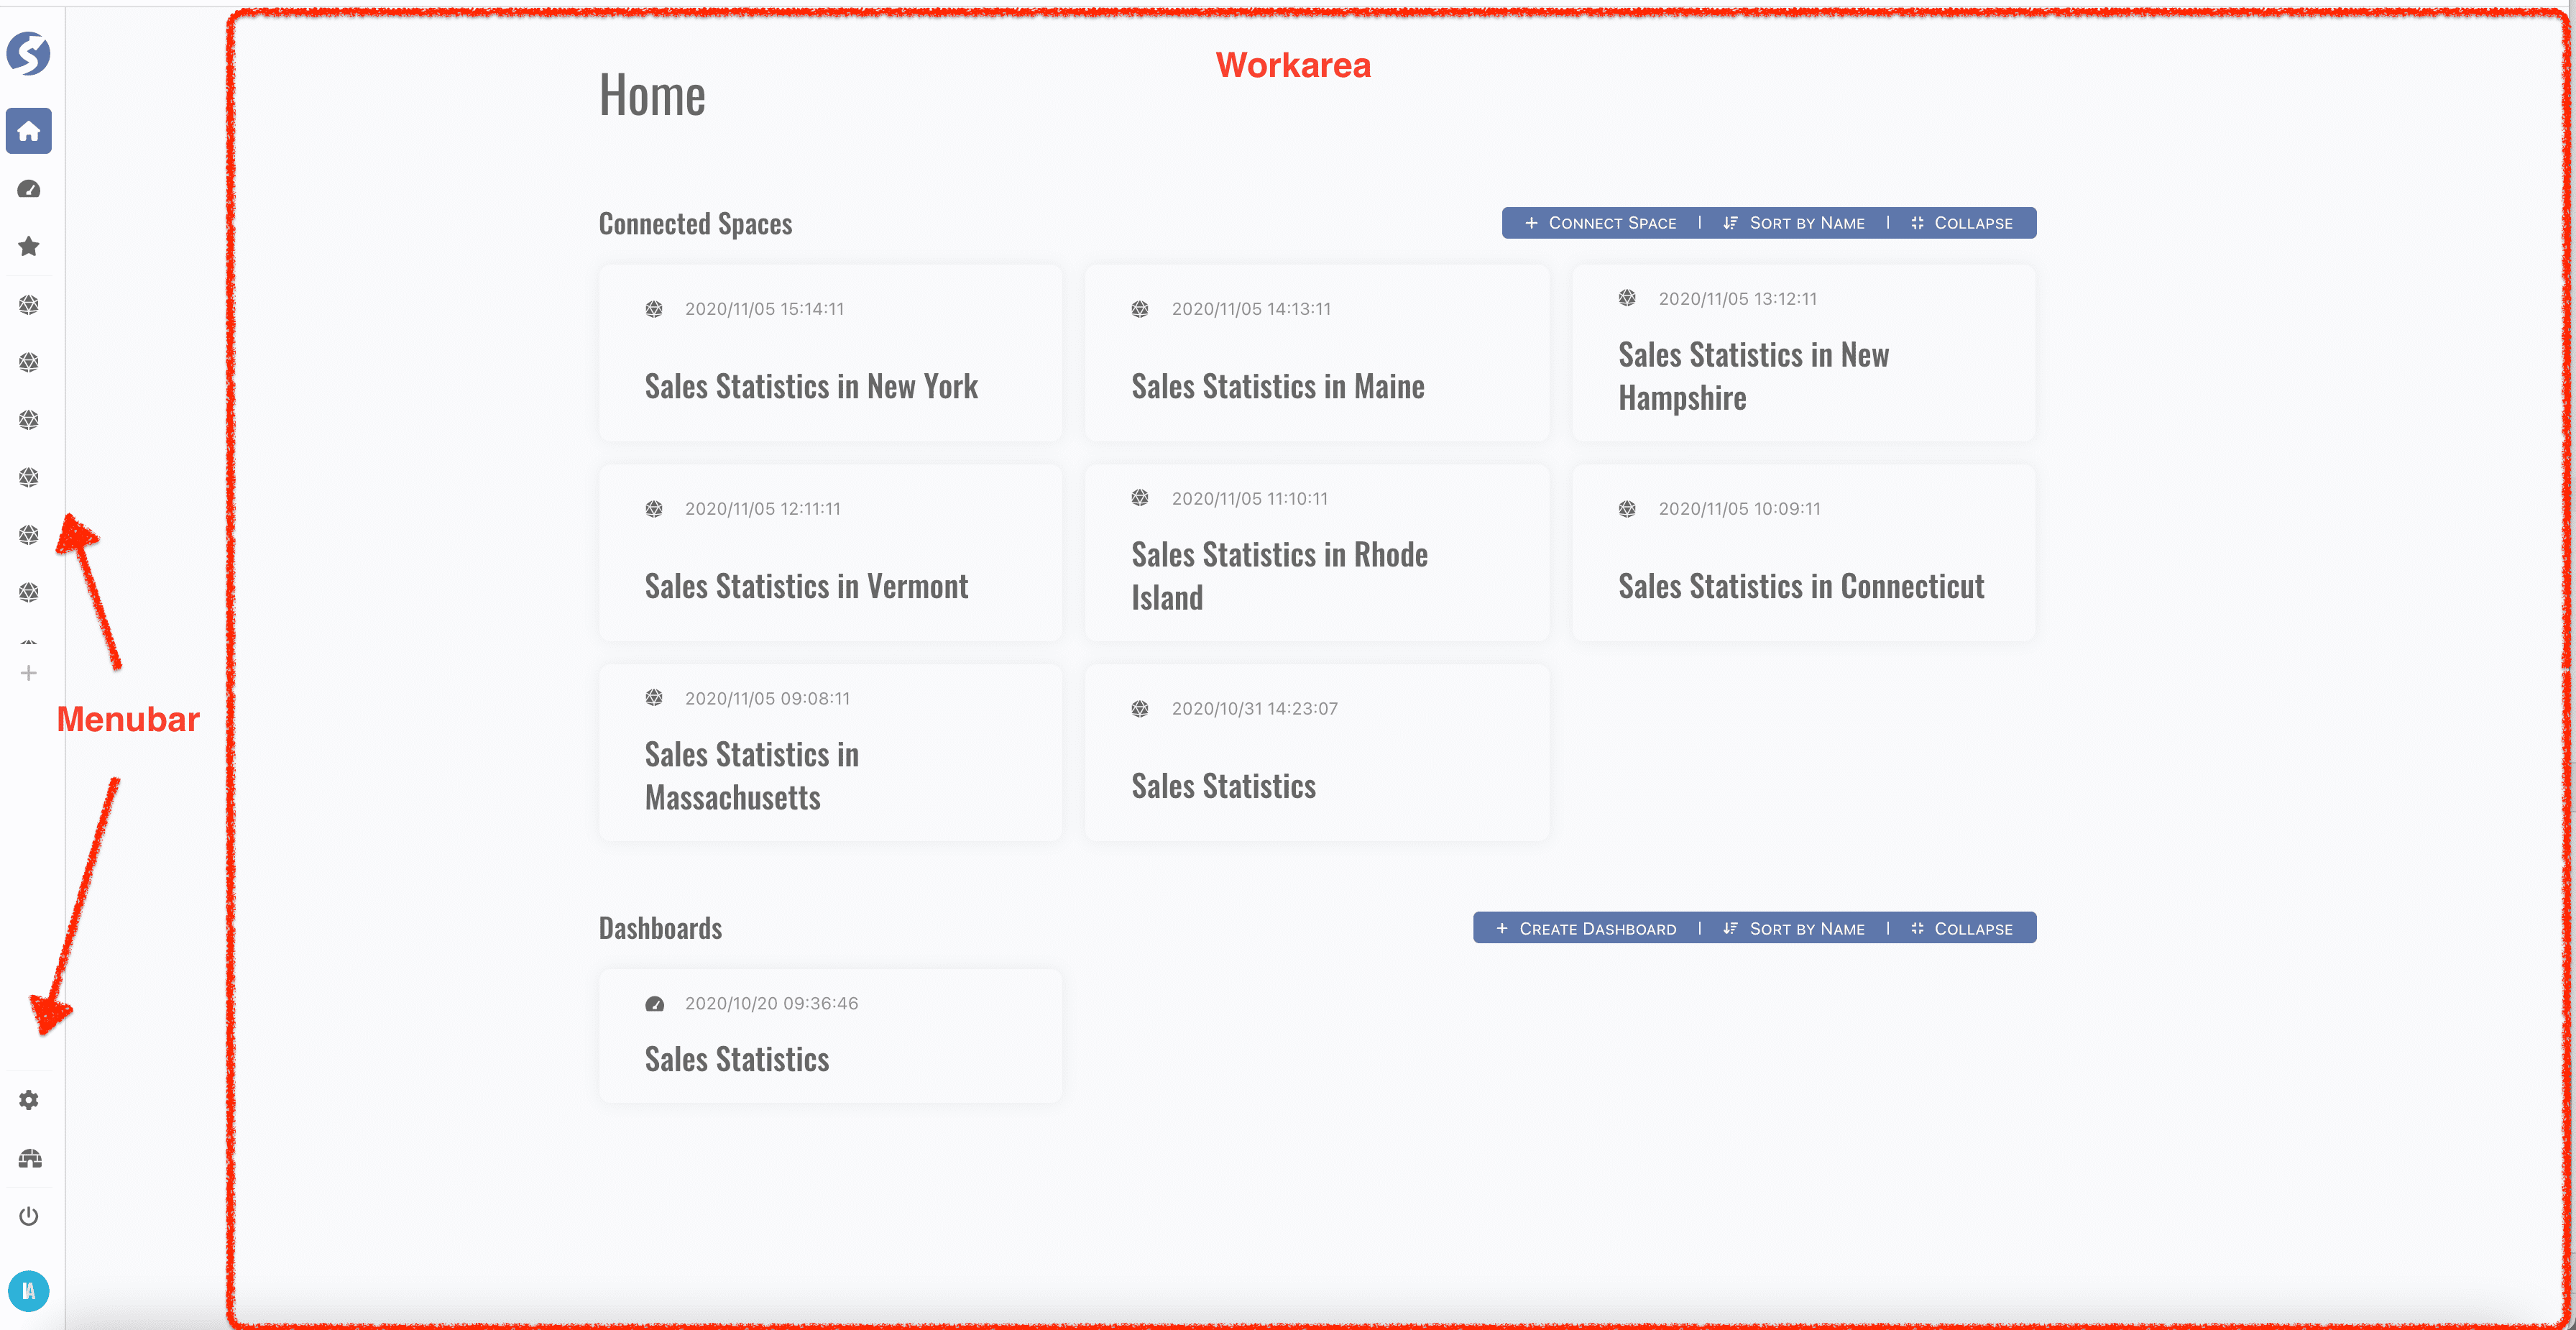 Workarea
Home
Connected Spaces
+ Connect Space | Sort by Name | Collapse
2020/11/05 15:14:11
Sales Statistics in New York
2020/11/05 14:13:11
Sales Statistics in Maine
2020/11/05 13:12:11
Sales Statistics in New
Hampshire
2020/11/05 12:11:11
Sales Statistics in Vermont
2020/11/05 11:10:11
Sales Statistics in Rhode
Island
2020/11/05 10:09:11
Sales Statistics in Connecticut
2020/11/05 09:08:11
Sales Statistics in
Massachusetts
2020/10/31 14:23:07
Sales Statistics
Menubar
Dashboards
+ Create Dashboard | Sort by Name | Collapse
2020/10/20 09:36:46
Sales Statistics
IA